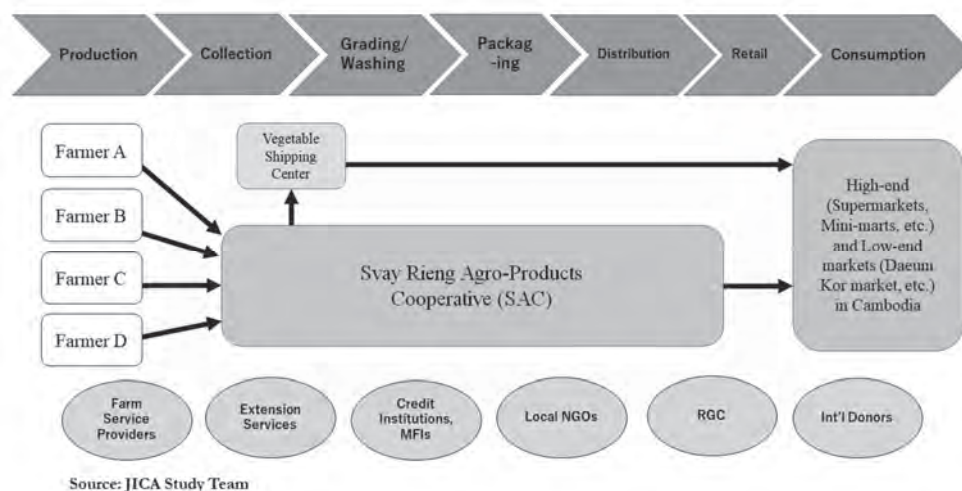 Production
Collection
Grading/
Washing
Packag
-ing
Distribution
Retail
Consumption
Farmer A
Farmer B
Farmer C
Farmer D
Vegetable
Shipping
Center
Svay Rieng Agro-Products
Cooperative (SAC)
High-end
(Supermarkets,
Mini-marts, etc.)
and Low-end
markets (Daeum
Kor market, etc.)
in Cambodia
Farm
Service
Providers
Extension
Services
Credit
Institutions,
MFIs
Local NGOs
RGC
Int'l Donors
Source: JICA Study Team